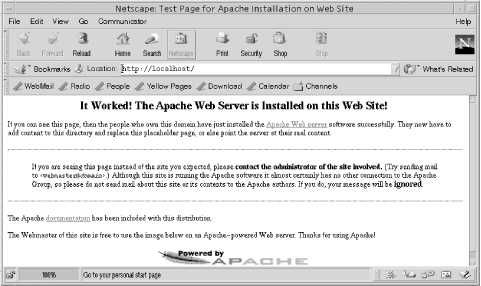 Netscape: Test Page for Apache Installation on Web Site
File Edit View Go Communicator Help
Back Forward Reload Home Search Netscape Print Security Shop Stop
Bookmarks Location: http://localhost/ What's Related
WebMail Radio People Yellow Pages Download Calendar Channels
It Worked! The Apache Web Server is Installed on this Web Site!
If you can see this page, then the people who own this domain have just installed the Apache Web server software successfully. They now have to
add content to this directory and replace this placeholder page, or else point the server at their real content.
If you are seeing this page instead of the site you expected, please contact the administrator of the site involved. (Try sending mail
to <webmaster@domain>.) Although this site is running the Apache software it almost certainly has no other connection to the Apache
Group, so please do not send mail about this site or its contents to the Apache authors. If you do, your message will be ignored.
The Apache documentation has been included with this distribution.
The Webmaster of this site is free to use the image below on an Apache-powered Web server. Thanks for using Apache!
Powered by
APACHE
100% Go to your personal start page